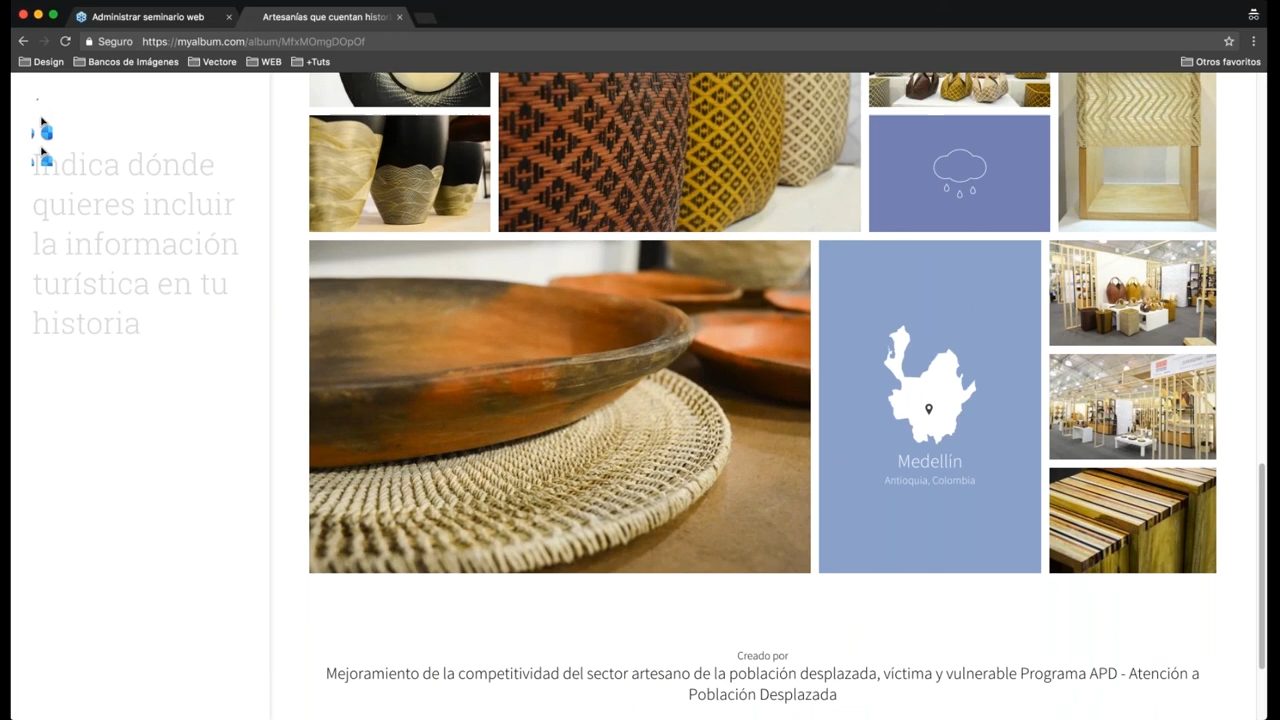 Administrar seminario web
Artesanías que cuentan histori
Seguro
https://myalbum.com/album/MfxMOmgDOpOf
Design
Bancos de Imágenes
Vectore
WEB
+Tuts
Otros favoritos
Indica dónde
quieres incluir
la información
turística en tu
historia
Medellín
Antioquia, Colombia
Creado por
Mejoramiento de la competitividad del sector artesano de la población desplazada, víctima y vulnerable Programa APD - Atención a
Población Desplazada